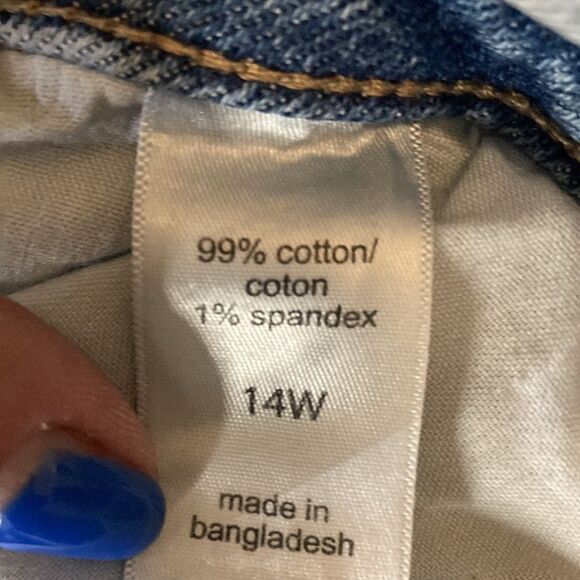 99% cotton/
coton
1% spandex
14W
made in
bangladesh